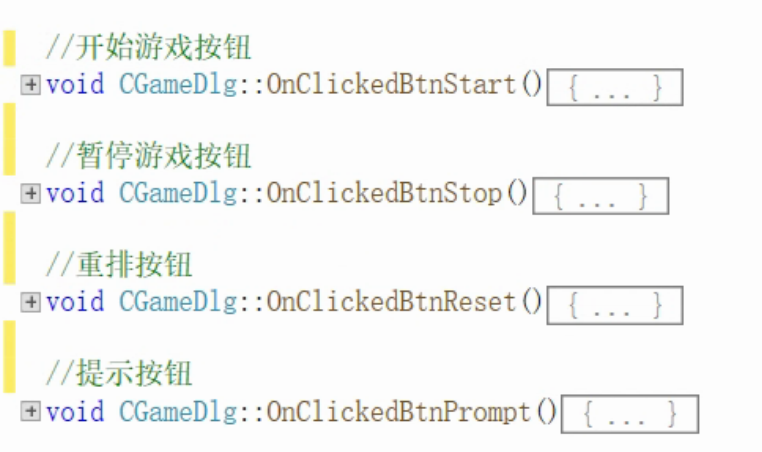 //开始游戏按钮
void CGameDlg::OnClickedBtnStart(){ ... }
//暂停游戏按钮
void CGameDlg::OnClickedBtnStop(){ ... }
//重排按钮
void CGameDlg::OnClickedBtnReset(){ ... }
//提示按钮
void CGameDlg::OnClickedBtnPrompt(){ ... }